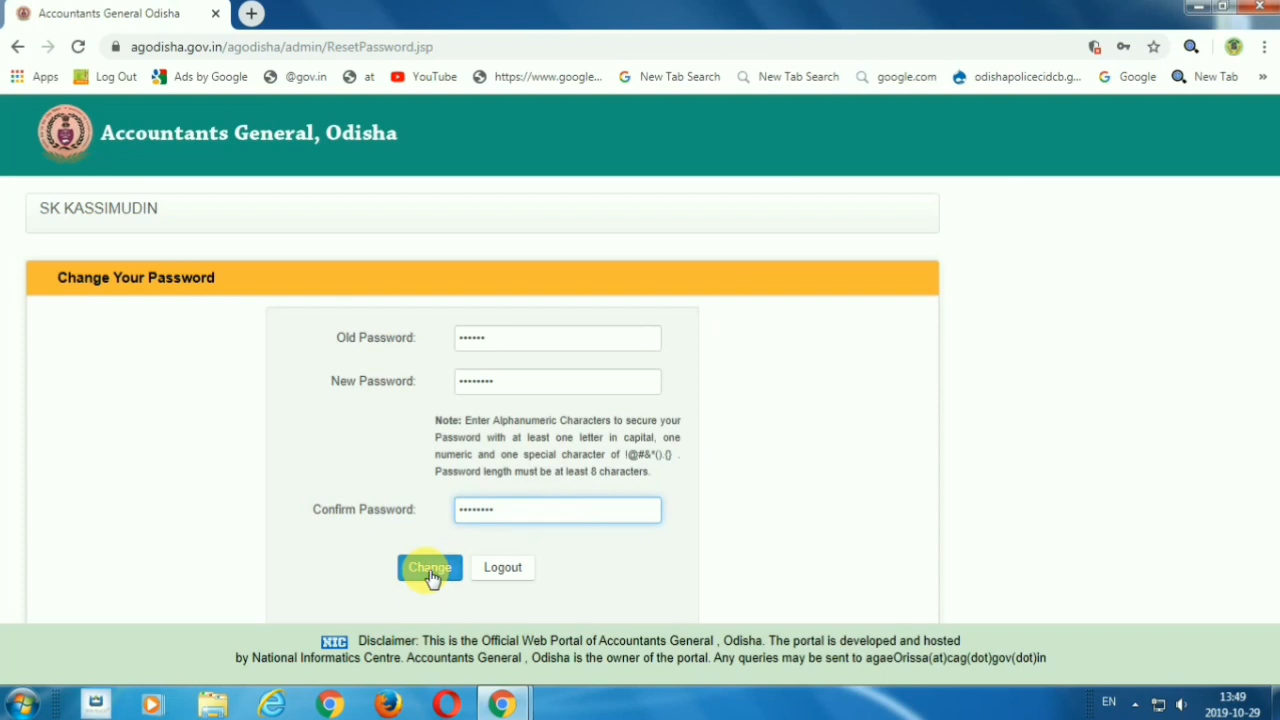 Accountants General Odisha
agodisha.gov.in/agodisha/admin/ResetPassword.jsp
Apps Log Out Ads by Google @gov.in at YouTube https://www.google... New Tab Search New Tab Search google.com odishapolicecidcb.g... Google New Tab »
Accountants General, Odisha
SK KASSIMUDIN
Change Your Password
Old Password: ••••••
New Password: ••••••••
Note: Enter Alphanumeric Characters to secure your
Password with at least one letter in capital, one
numeric and one special character of !@#&*().{} .
Password length must be at least 8 characters.
Confirm Password: ••••••••
Change Logout
NIC Disclaimer: This is the Official Web Portal of Accountants General , Odisha. The portal is developed and hosted
by National Informatics Centre. Accountants General , Odisha is the owner of the portal. Any queries may be sent to agaeOrissa(at)cag(dot)gov(dot)in
EN 13:49
2019-10-29